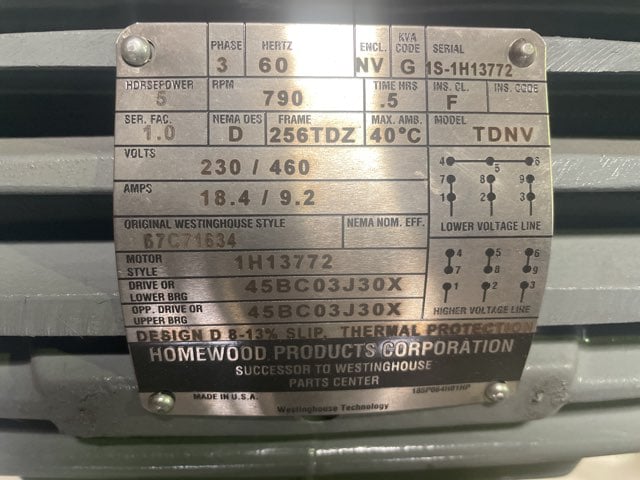 PHASE HERTZ ENCL. KVA CODE SERIAL
3 60 NV G 1S-1H13772
HORSEPOWER RPM TIME HRS INS. CL. INS. CODE
5 790 .5 F
SER. FAC. NEMA DES FRAME MAX. AMB. MODEL
1.0 D 256TDZ 40°C TDNV
VOLTS
230 / 460
AMPS
18.4 / 9.2
4 5 6
7 8 9
1 2 3
LOWER VOLTAGE LINE
ORIGINAL WESTINGHOUSE STYLE NEMA NOM. EFF.
67C71634
MOTOR STYLE 1H13772
DRIVE OR LOWER BRG 45BC03J30X
OPP. DRIVE OR UPPER BRG 45BC03J30X
4 5 6
7 8 9
1 2 3
HIGHER VOLTAGE LINE
DESIGN D 8-13% SLIP, THERMAL PROTECTION
HOMEWOOD PRODUCTS CORPORATION
SUCCESSOR TO WESTINGHOUSE
PARTS CENTER
MADE IN U.S.A.
Westinghouse Technology